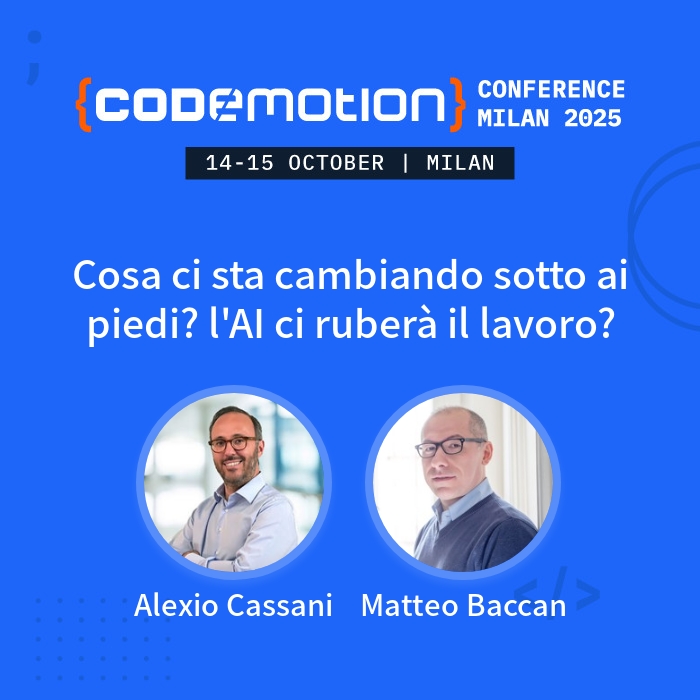 ;
{CODEMOTION} CONFERENCE
MILAN 2025
14-15 OCTOBER | MILAN
Cosa ci sta cambiando sotto ai
piedi? l'AI ci ruberà il lavoro?
</>
Alexio Cassani Matteo Baccan